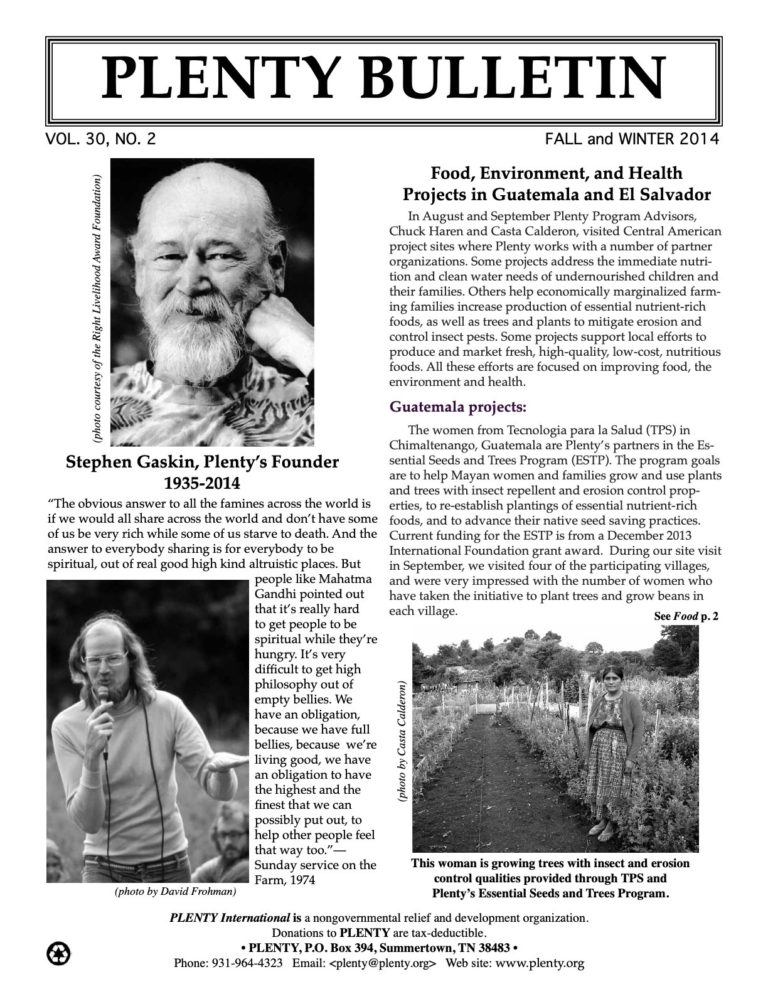 PLENTY BULLETIN
VOL. 30, NO. 2
FALL and WINTER 2014
(photo courtesy of the Right Livelihood Award Foundation)
Stephen Gaskin, Plenty's Founder
1935-2014
"The obvious answer to all the famines across the world is
if we would all share across the world and don't have some
of us be very rich while some of us starve to death. And the
answer to everybody sharing is for everybody to be
spiritual, out of real good high kind altruistic places. But
people like Mahatma
Gandhi pointed out
that it's really hard
to get people to be
spiritual while they're
hungry. It's very
difficult to get high
philosophy out of
empty bellies. We
have an obligation,
because we have full
bellies, because  we're
living good, we have
an obligation to have
the highest and the
finest that we can
possibly put out, to
help other people feel
that way too."—
Sunday service on the
Farm, 1974
(photo by David Frohman)
Food, Environment, and Health
Projects in Guatemala and El Salvador
In August and September Plenty Program Advisors,
Chuck Haren and Casta Calderon, visited Central American
project sites where Plenty works with a number of partner
organizations. Some projects address the immediate nutri-
tion and clean water needs of undernourished children and
their families. Others help economically marginalized farm-
ing families increase production of essential nutrient-rich
foods, as well as trees and plants to mitigate erosion and
control insect pests. Some projects support local efforts to
produce and market fresh, high-quality, low-cost, nutritious
foods. All these efforts are focused on improving food, the
environment and health.
Guatemala projects:
The women from Tecnologia para la Salud (TPS) in
Chimaltenango, Guatemala are Plenty's partners in the Es-
sential Seeds and Trees Program (ESTP). The program goals
are to help Mayan women and families grow and use plants
and trees with insect repellent and erosion control prop-
erties, to re-establish plantings of essential nutrient-rich
foods, and to advance their native seed saving practices.
Current funding for the ESTP is from a December 2013
International Foundation grant award.  During our site visit
in September, we visited four of the participating villages,
and were very impressed with the number of women who
have taken the initiative to plant trees and grow beans in
each village.
See Food p. 2
(photo by Casta Calderon)
This woman is growing trees with insect and erosion
control qualities provided through TPS and
Plenty's Essential Seeds and Trees Program.
PLENTY International is a nongovernmental relief and development organization.
Donations to PLENTY are tax-deductible.
• PLENTY, P.O. Box 394, Summertown, TN 38483 •
Phone: 931-964-4323   Email: <plenty@plenty.org>   Web site: www.plenty.org